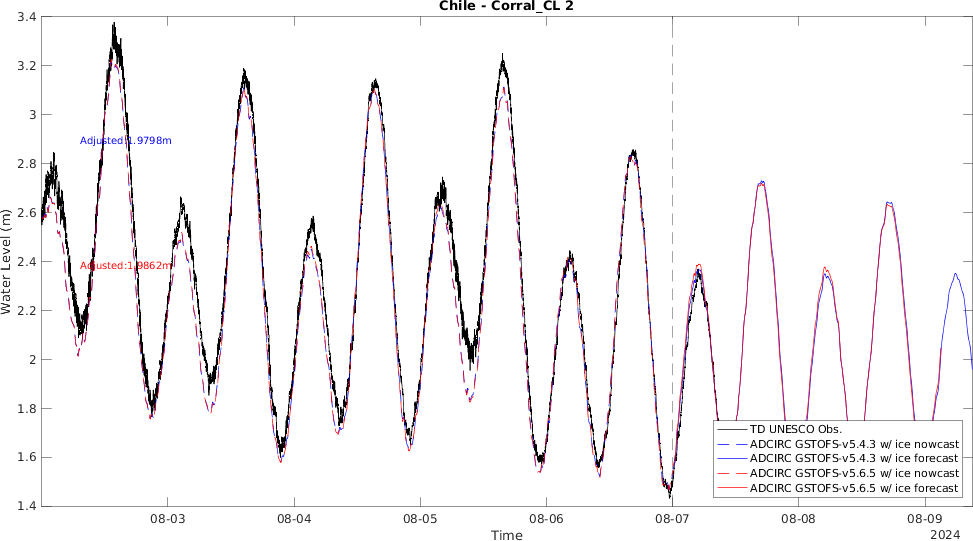 Chile - Corral_CL 2
3.4
3.2
3
2.8
2.6
2.4
2.2
2
1.8
1.6
1.4
Water Level (m)
Adjusted:1.9798m
Adjusted:1.9862m
TD UNESCO Obs.
ADCIRC GSTOFS-v5.4.3 w/ ice nowcast
ADCIRC GSTOFS-v5.4.3 w/ ice forecast
ADCIRC GSTOFS-v5.6.5 w/ ice nowcast
ADCIRC GSTOFS-v5.6.5 w/ ice forecast
08-03 08-04 08-05 08-06 08-07 08-08 08-09
Time
2024